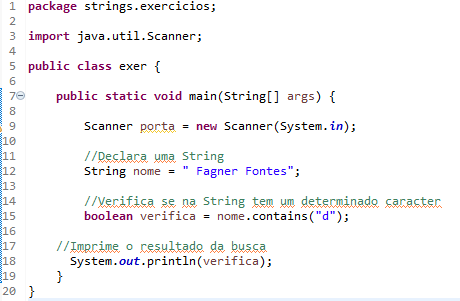 1 package strings.exercicios;
2
3 import java.util.Scanner;
4
5 public class exer {
6
7 public static void main(String[] args) {
8
9 Scanner porta = new Scanner(System.in);
10
11 //Declara uma String
12 String nome = " Fagner Fontes";
13
14 //Verifica se na String tem um determinado caracter
15 boolean verifica = nome.contains("d");
16
17 //Imprime o resultado da busca
18 System.out.println(verifica);
19 }
20 }